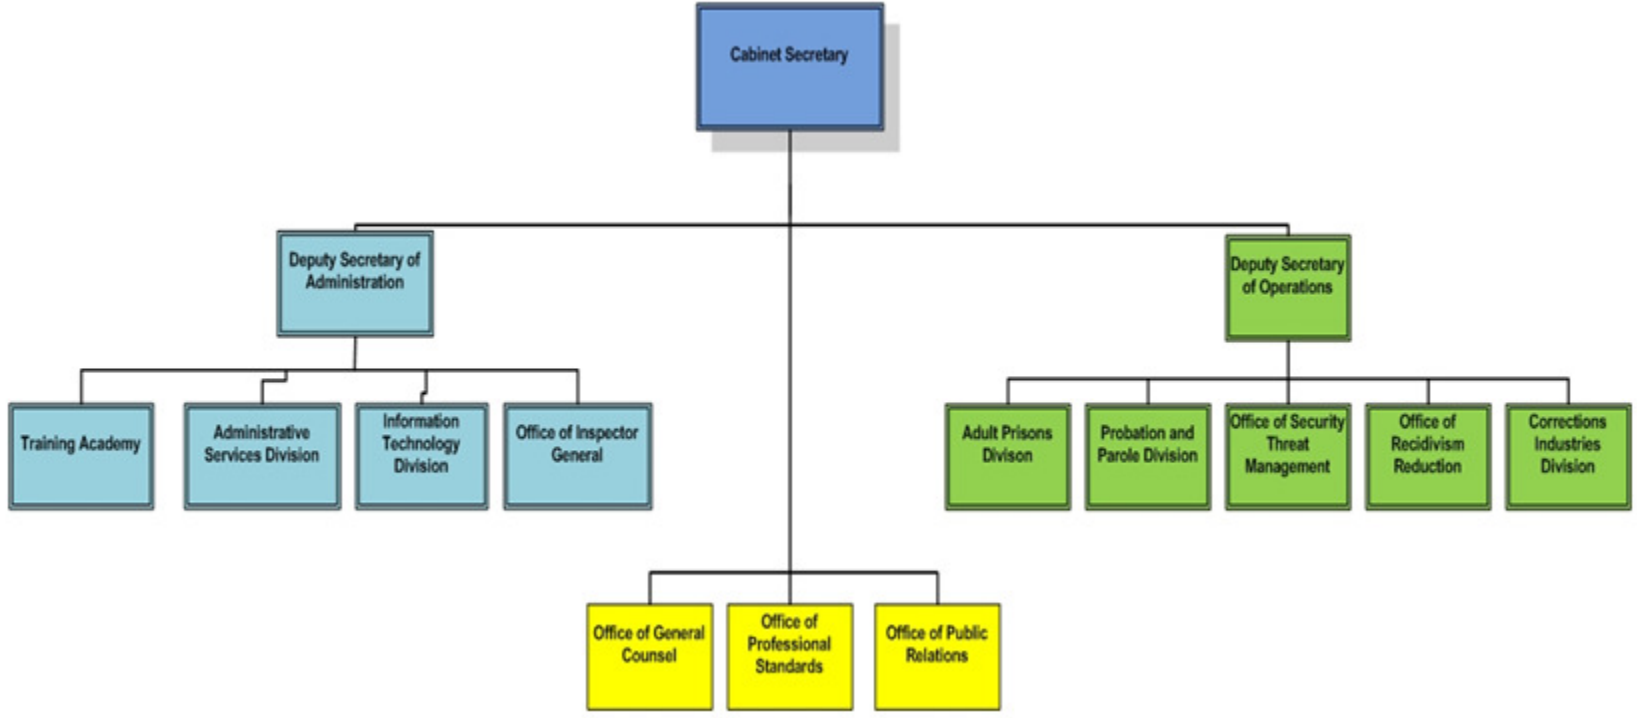 Cabinet Secretary
Deputy Secretary of
Administration
Deputy Secretary
of Operations
Training Academy
Administrative
Services Division
Information
Technology
Division
Office of Inspector
General
Adult Prisons
Divison
Probation and
Parole Division
Office of Security
Threat
Management
Office of
Recidivism
Reduction
Corrections
Industries
Division
Office of General
Counsel
Office of
Professional
Standards
Office of Public
Relations